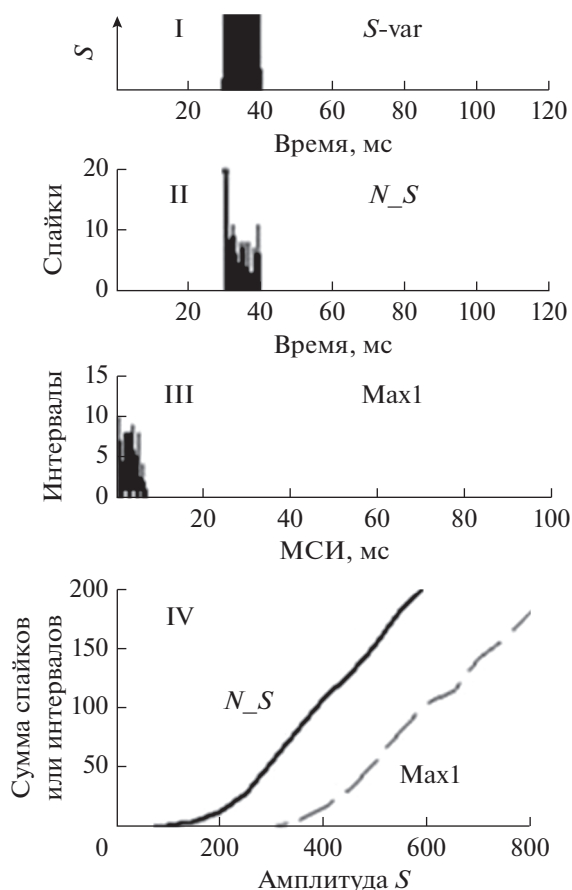 S
I
S-var
20 40 60 80 100 120
Время, мс
Спайки
20
10
0
II
N_S
20 40 60 80 100 120
Время, мс
Интервалы
15
10
5
0
III
Max1
20 40 60 80 100
МСИ, мс
Сумма спайков
или интервалов
200
150
100
50
0
IV
N_S
Max1
200 400 600 800
Амплитуда S